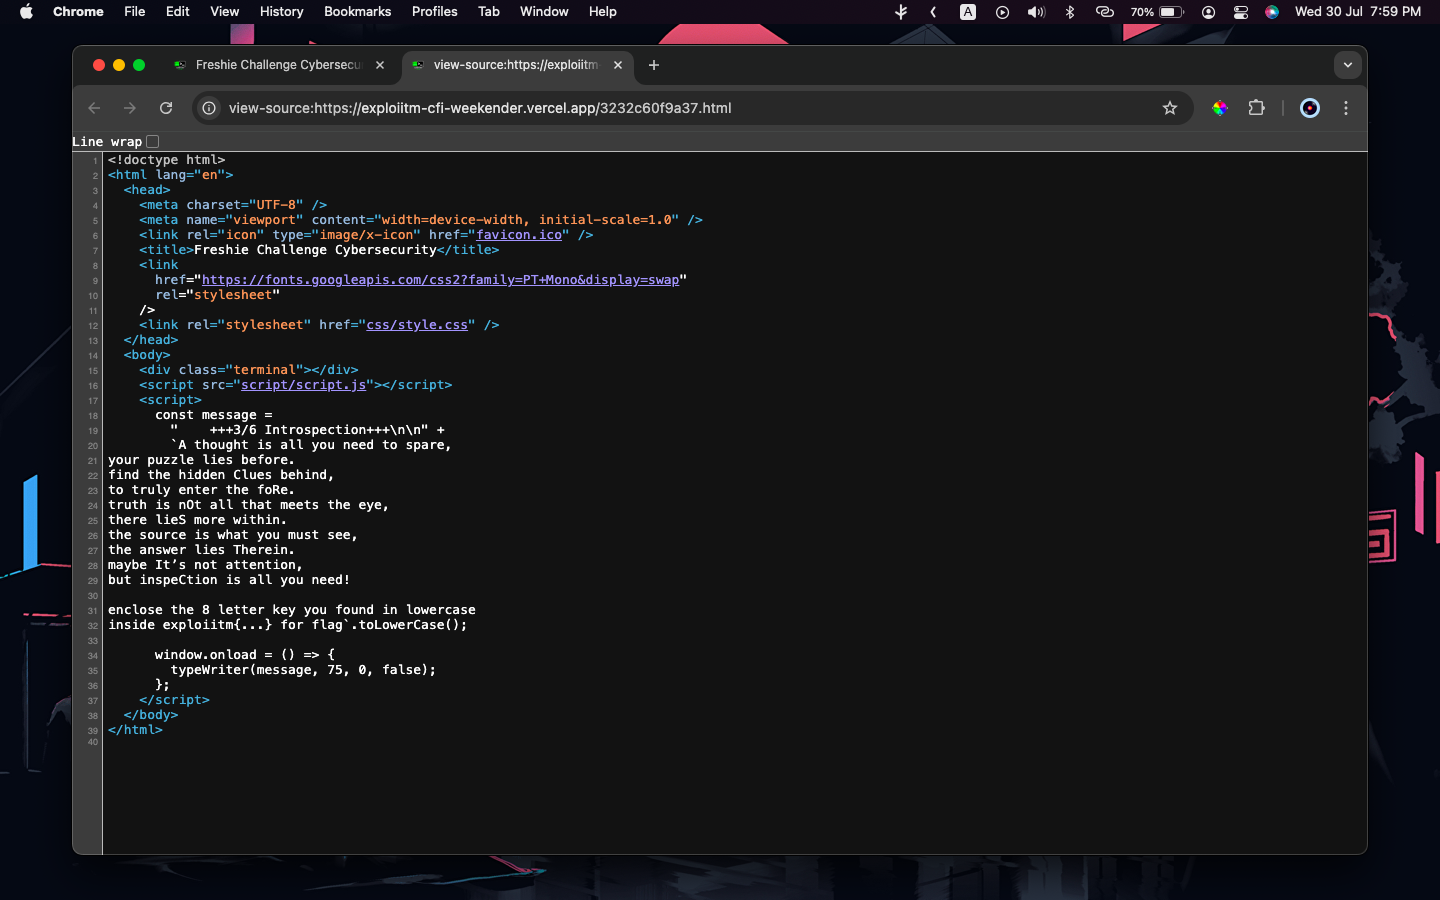 Chrome File Edit View History Bookmarks Profiles Tab Window Help A 70% Wed 30 Jul 7:59 PM
Freshie Challenge Cybersecu view-source:https://exploiitm-
view-source:https://exploiitm-cfi-weekender.vercel.app/3232c60f9a37.html
Line wrap
1 <!doctype html>
2 <html lang="en">
3 <head>
4 <meta charset="UTF-8" />
5 <meta name="viewport" content="width=device-width, initial-scale=1.0" />
6 <link rel="icon" type="image/x-icon" href="favicon.ico" />
7 <title>Freshie Challenge Cybersecurity</title>
8 <link
9 href="https://fonts.googleapis.com/css2?family=PT+Mono&display=swap"
10 rel="stylesheet"
11 />
12 <link rel="stylesheet" href="css/style.css" />
13 </head>
14 <body>
15 <div class="terminal"></div>
16 <script src="script/script.js"></script>
17 <script>
18 const message =
19 "    +++3/6 Introspection+++\n\n" +
20 `A thought is all you need to spare,
21 your puzzle lies before.
22 find the hidden Clues behind,
23 to truly enter the foRe.
24 truth is nOt all that meets the eye,
25 there lieS more within.
26 the source is what you must see,
27 the answer lies Therein.
28 maybe It’s not attention,
29 but inspeCtion is all you need!
30
31 enclose the 8 letter key you found in lowercase
32 inside exploiitm{...} for flag`.toLowerCase();
33
34 window.onload = () => {
35 typeWriter(message, 75, 0, false);
36 };
37 </script>
38 </body>
39 </html>
40